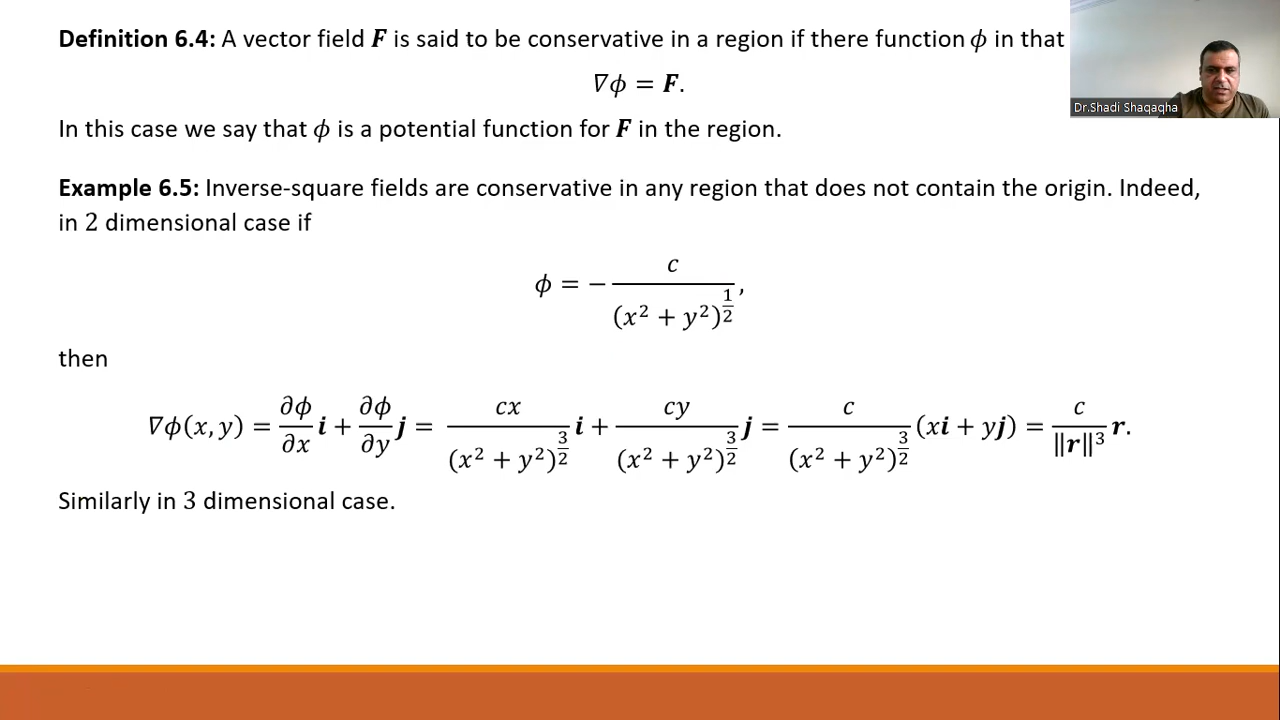 Definition 6.4: A vector field 𝑭 is said to be conservative in a region if there function 𝜙 in that
∇𝜙 = 𝑭.
Dr.Shadi Shaqaqha
In this case we say that 𝜙 is a potential function for 𝑭 in the region.
Example 6.5: Inverse-square fields are conservative in any region that does not contain the origin. Indeed,
in 2 dimensional case if
𝜙 = − c/(x² + y²)^(1/2),
then
∇𝜙(x, y) = ∂𝜙/∂x 𝒊 + ∂𝜙/∂y 𝒋 = cx/(x² + y²)^(3/2) 𝒊 + cy/(x² + y²)^(3/2) 𝒋 = c/(x² + y²)^(3/2) (x𝒊 + y𝒋) = c/‖𝒓‖³ 𝒓.
Similarly in 3 dimensional case.